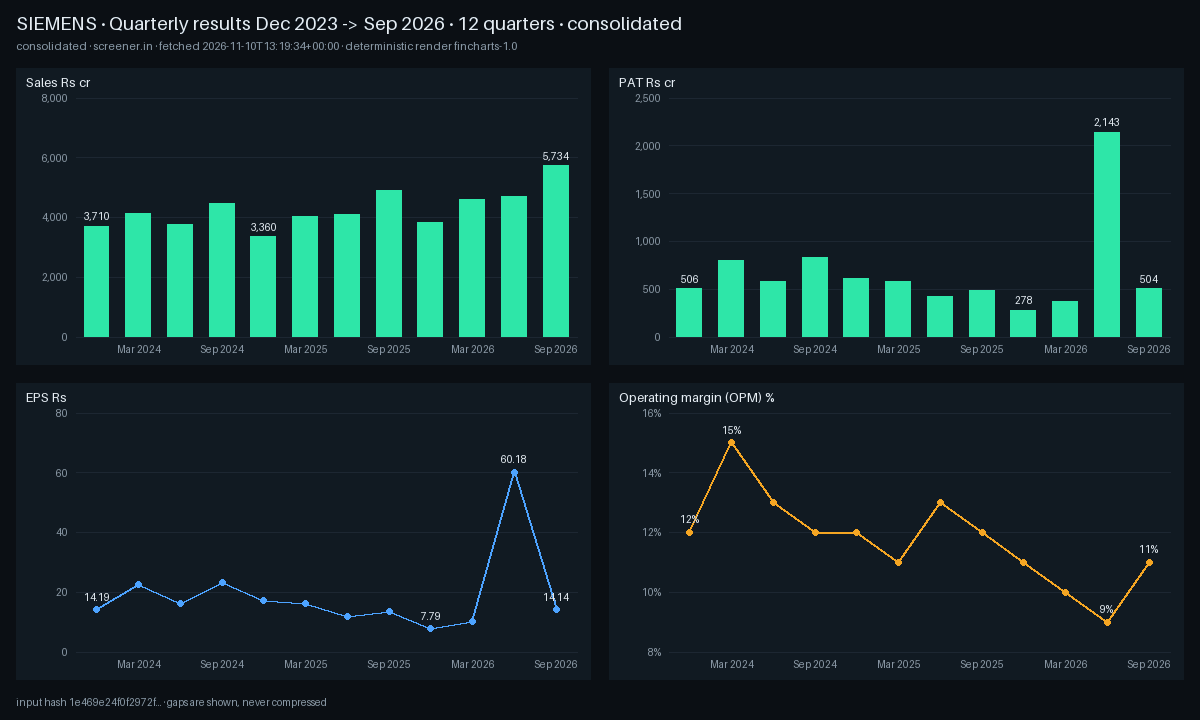 SIEMENS · Quarterly results Dec 2023 -> Sep 2026 · 12 quarters · consolidated
consolidated · screener.in · fetched 2026-11-10T13:19:34+00:00 · deterministic render fincharts-1.0
Sales Rs cr
8,000
6,000
4,000
2,000
0
3,710
3,360
5,734
Mar 2024
Sep 2024
Mar 2025
Sep 2025
Mar 2026
Sep 2026
PAT Rs cr
2,500
2,000
1,500
1,000
500
0
506
278
2,143
504
Mar 2024
Sep 2024
Mar 2025
Sep 2025
Mar 2026
Sep 2026
EPS Rs
80
60
40
20
0
14.19
7.79
60.18
14.14
Mar 2024
Sep 2024
Mar 2025
Sep 2025
Mar 2026
Sep 2026
Operating margin (OPM) %
16%
14%
12%
10%
8%
12%
15%
9%
11%
Mar 2024
Sep 2024
Mar 2025
Sep 2025
Mar 2026
Sep 2026
input hash 1e469e24f0f2972f… · gaps are shown, never compressed